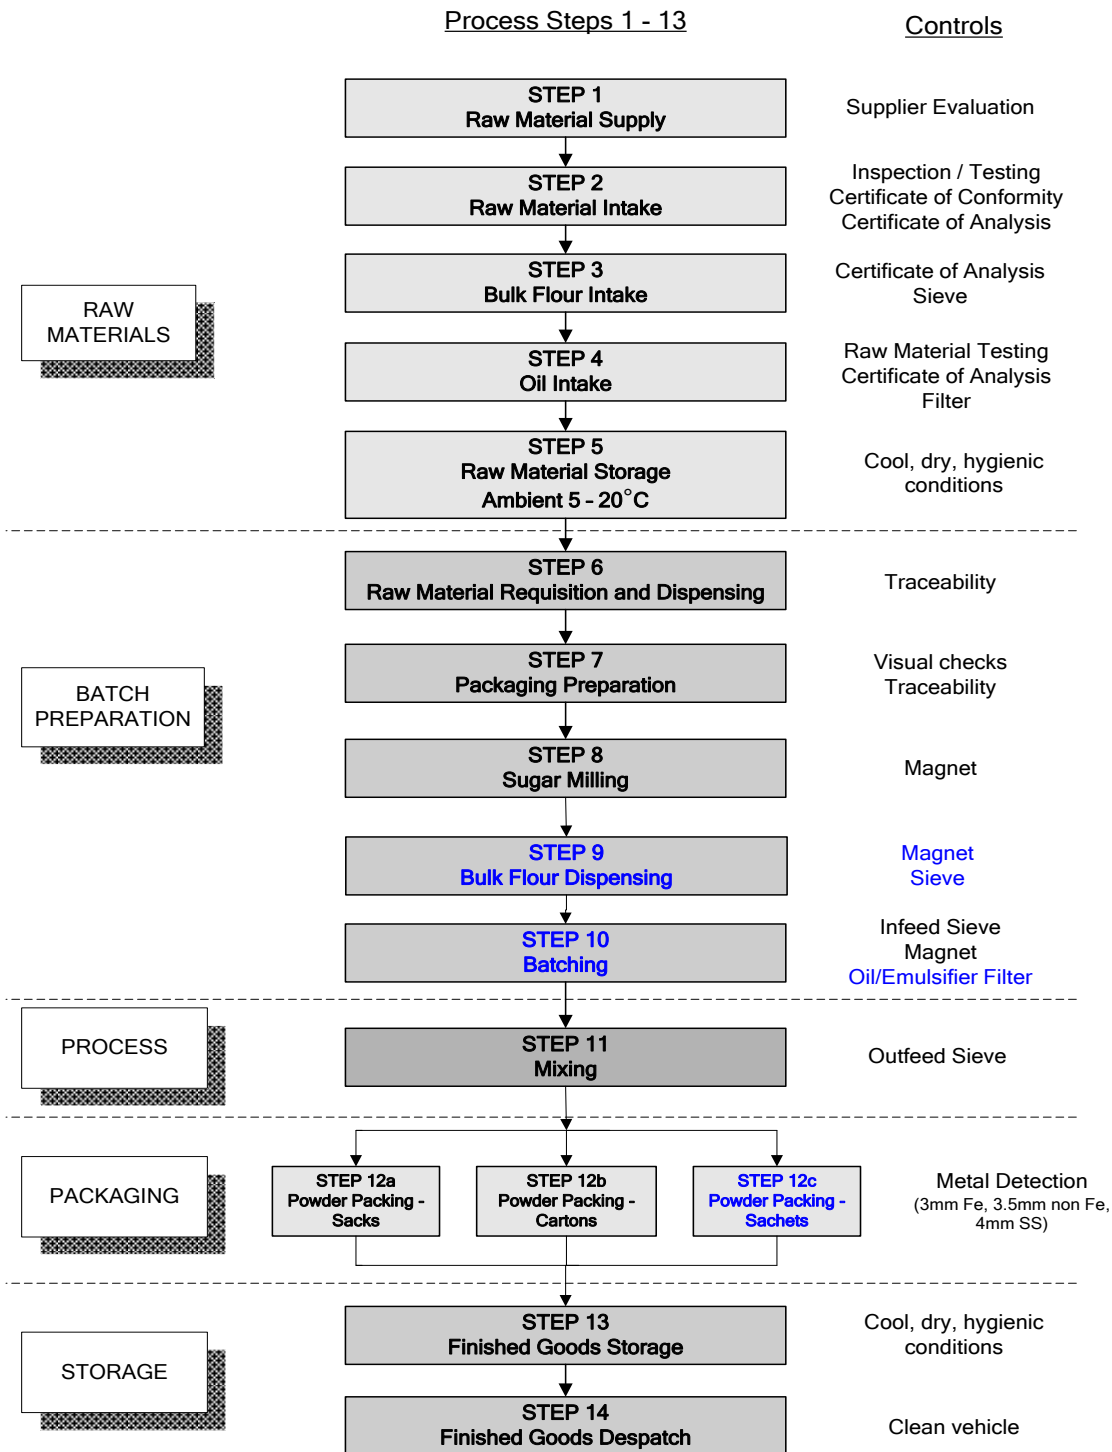 Process Steps 1 - 13
Controls
STEP 1
Raw Material Supply
Supplier Evaluation
STEP 2
Raw Material Intake
Inspection / Testing
Certificate of Conformity
Certificate of Analysis
STEP 3
Bulk Flour Intake
Certificate of Analysis
Sieve
RAW
MATERIALS
STEP 4
Oil Intake
Raw Material Testing
Certificate of Analysis
Filter
STEP 5
Raw Material Storage
Ambient 5 - 20°C
Cool, dry, hygienic
conditions
STEP 6
Raw Material Requisition and Dispensing
Traceability
BATCH
PREPARATION
STEP 7
Packaging Preparation
Visual checks
Traceability
STEP 8
Sugar Milling
Magnet
STEP 9
Bulk Flour Dispensing
Magnet
Sieve
STEP 10
Batching
Infeed Sieve
Magnet
Oil/Emulsifier Filter
PROCESS
STEP 11
Mixing
Outfeed Sieve
PACKAGING
STEP 12a
Powder Packing -
Sacks
STEP 12b
Powder Packing -
Cartons
STEP 12c
Powder Packing -
Sachets
Metal Detection
(3mm Fe, 3.5mm non Fe,
4mm SS)
STORAGE
STEP 13
Finished Goods Storage
Cool, dry, hygienic
conditions
STEP 14
Finished Goods Despatch
Clean vehicle